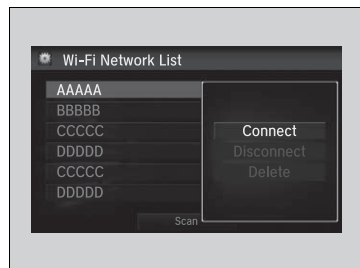 Wi-Fi Network List
AAAAA
BBBBB
CCCCC
DDDDD
CCCCC
DDDDD
Connect
Disconnect
Delete
Scan